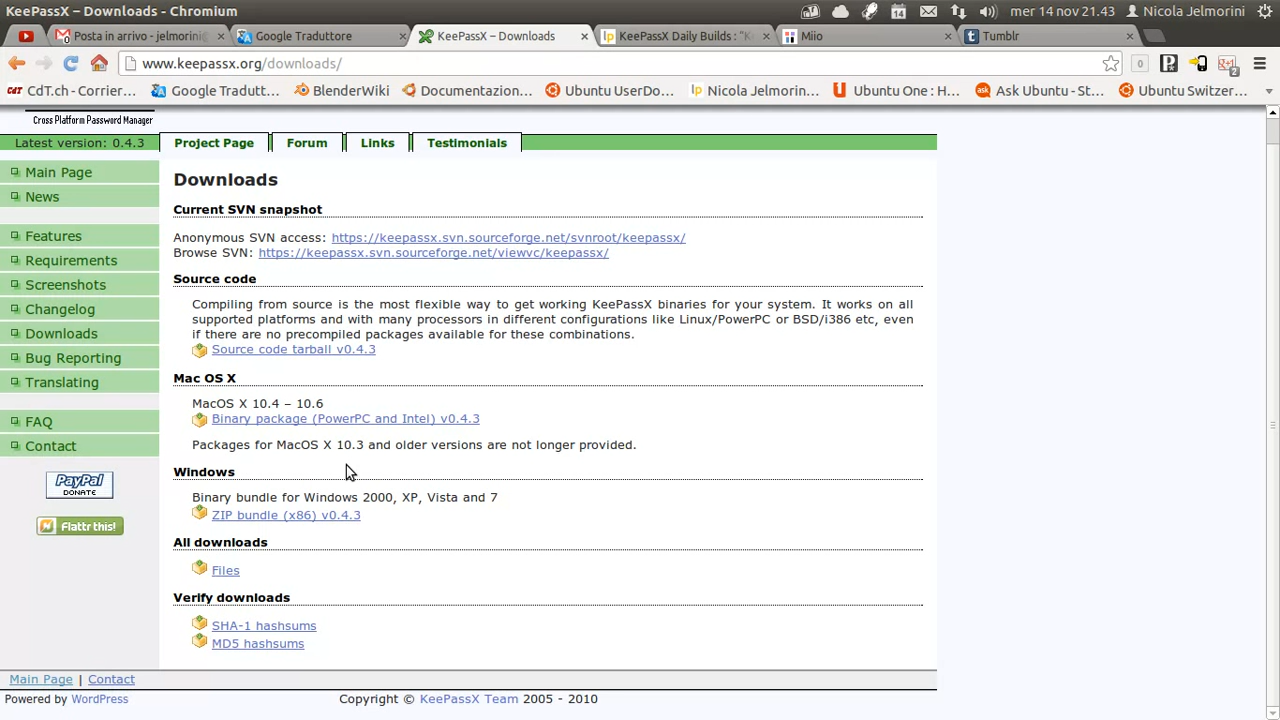 KeePassX – Downloads - Chromium
14
mer 14 nov 21.43
Nicola Jelmorini
Posta in arrivo - jelmorini@
Google Traduttore
KeePassX – Downloads
KeePassX Daily Builds : "K
Miio
Tumblr
www.keepassx.org/downloads/
0
2
CdT.ch - Corrier...
Google Tradutt...
BlenderWiki
Documentazion...
Ubuntu UserDo...
Nicola Jelmorin...
Ubuntu One : H...
Ask Ubuntu - St...
Ubuntu Switzer...
Cross Platform Password Manager
Latest version: 0.4.3
Project Page
Forum
Links
Testimonials
Main Page
News
Features
Requirements
Screenshots
Changelog
Downloads
Bug Reporting
Translating
FAQ
Contact
PayPal
DONATE
Flattr this!
Downloads
Current SVN snapshot
Anonymous SVN access: https://keepassx.svn.sourceforge.net/svnroot/keepassx/
Browse SVN: https://keepassx.svn.sourceforge.net/viewvc/keepassx/
Source code
Compiling from source is the most flexible way to get working KeePassX binaries for your system. It works on all
supported platforms and with many processors in different configurations like Linux/PowerPC or BSD/i386 etc, even
if there are no precompiled packages available for these combinations.
Source code tarball v0.4.3
Mac OS X
MacOS X 10.4 – 10.6
Binary package (PowerPC and Intel) v0.4.3
Packages for MacOS X 10.3 and older versions are not longer provided.
Windows
Binary bundle for Windows 2000, XP, Vista and 7
ZIP bundle (x86) v0.4.3
All downloads
Files
Verify downloads
SHA-1 hashsums
MD5 hashsums
Main Page | Contact
Powered by WordPress
Copyright © KeePassX Team 2005 - 2010